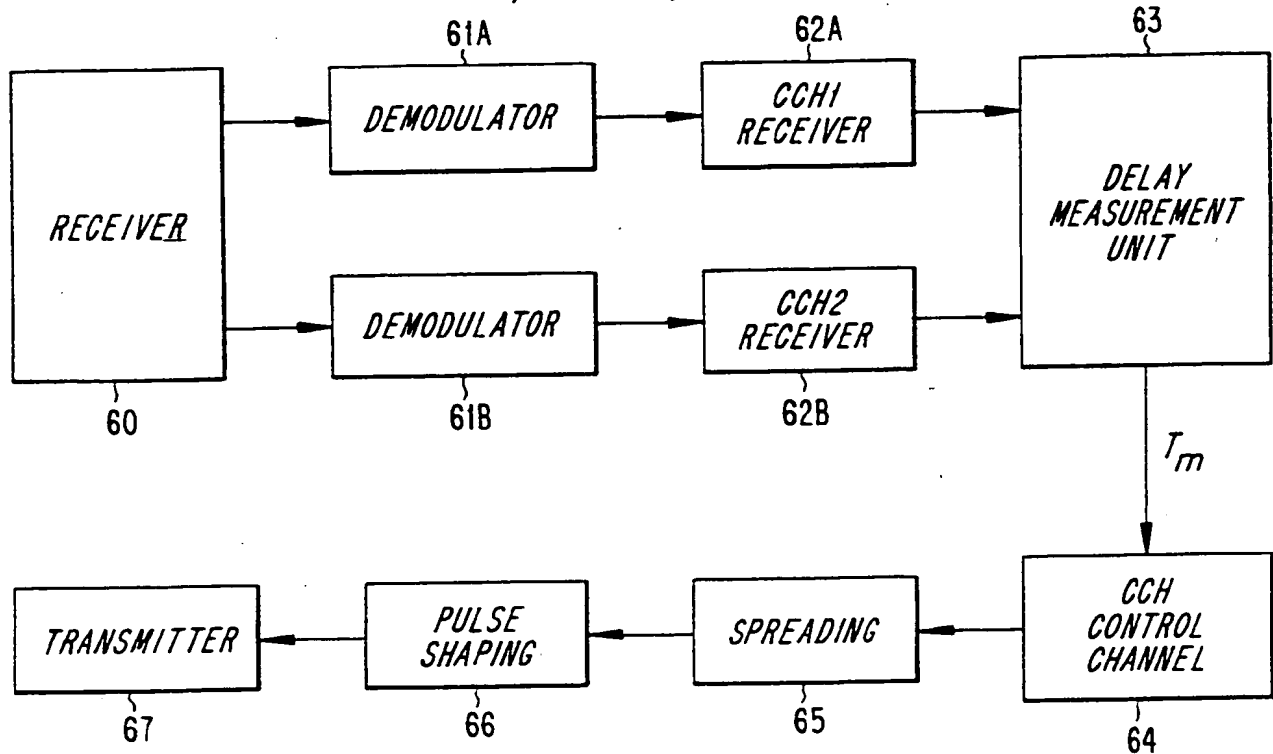 61A
62A
63
RECEIVER
DEMODULATOR
CCH1
RECEIVER
DELAY
MEASUREMENT
UNIT
DEMODULATOR
CCH2
RECEIVER
60
61B
62B
Tm
TRANSMITTER
PULSE
SHAPING
SPREADING
CCH
CONTROL
CHANNEL
67
66
65
64